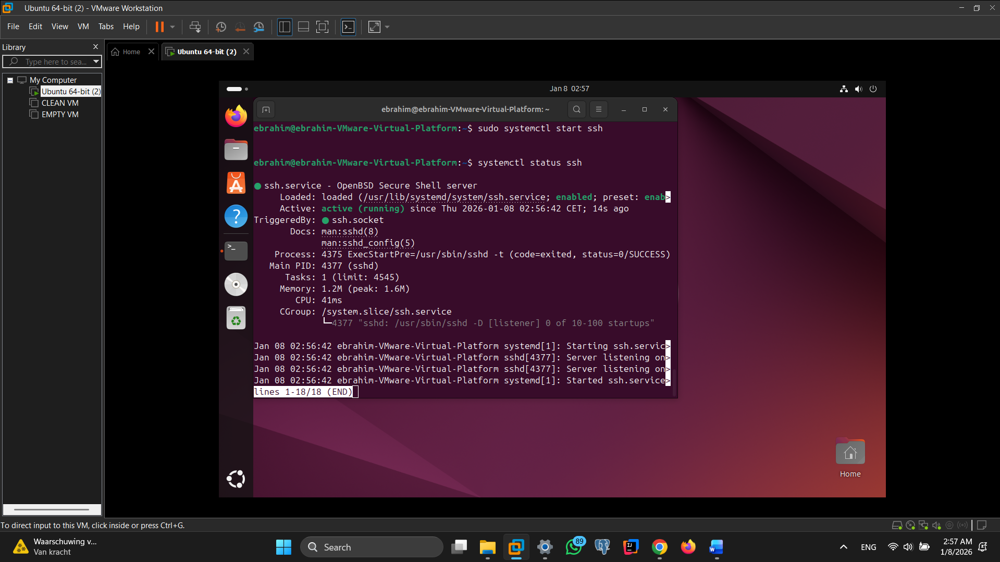 Ubuntu 64-bit (2) - VMware Workstation
File Edit View VM Tabs Help
Library
Type here to sea...
My Computer
Ubuntu 64-bit (2)
CLEAN VM
EMPTY VM
Home
Ubuntu 64-bit (2)
Jan 8 02:57
ebrahim@ebrahim-VMware-Virtual-Platform: ~
ebrahim@ebrahim-VMware-Virtual-Platform:~$ sudo systemctl start ssh
ebrahim@ebrahim-VMware-Virtual-Platform:~$ systemctl status ssh
ssh.service - OpenBSD Secure Shell server
Loaded: loaded (/usr/lib/systemd/system/ssh.service; enabled; preset: enab>
Active: active (running) since Thu 2026-01-08 02:56:42 CET; 14s ago
TriggeredBy: ● ssh.socket
Docs: man:sshd(8)
man:sshd_config(5)
Process: 4375 ExecStartPre=/usr/sbin/sshd -t (code=exited, status=0/SUCCESS)
Main PID: 4377 (sshd)
Tasks: 1 (limit: 4545)
Memory: 1.2M (peak: 1.6M)
CPU: 41ms
CGroup: /system.slice/ssh.service
└─4377 "sshd: /usr/sbin/sshd -D [listener] 0 of 10-100 startups"
Jan 08 02:56:42 ebrahim-VMware-Virtual-Platform systemd[1]: Starting ssh.servic>
Jan 08 02:56:42 ebrahim-VMware-Virtual-Platform sshd[4377]: Server listening on>
Jan 08 02:56:42 ebrahim-VMware-Virtual-Platform sshd[4377]: Server listening on>
Jan 08 02:56:42 ebrahim-VMware-Virtual-Platform systemd[1]: Started ssh.service>
lines 1-18/18 (END)
Home
To direct input to this VM, click inside or press Ctrl+G.
Waarschuwing v...
Van kracht
Search
89
ENG
2:57 AM
1/8/2026